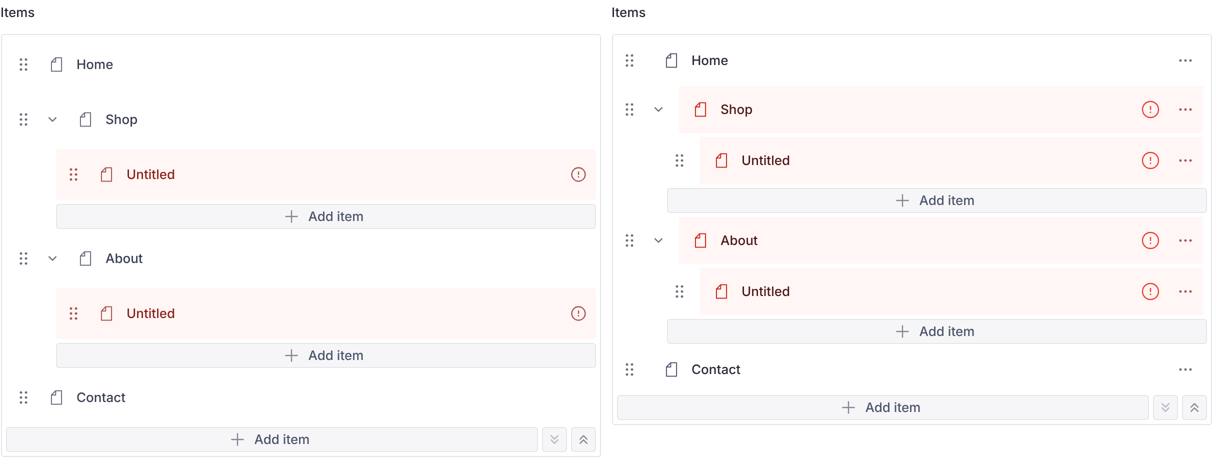 Items
Home
Shop
Untitled
Add item
About
Untitled
Add item
Contact
Add item
Items
Home
Shop
Untitled
Add item
About
Untitled
Add item
Contact
Add item